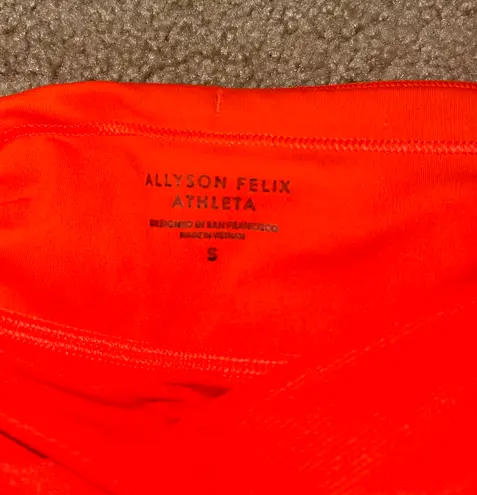 ALLYSON FELIX
ATHLETA
DESIGNED IN SAN FRANCISCO
MADE IN VIETNAM
S